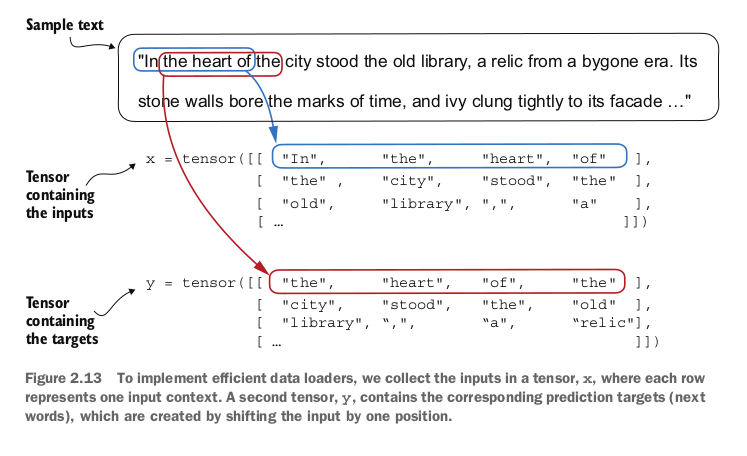 Sample text
"In the heart of the city stood the old library, a relic from a bygone era. Its
stone walls bore the marks of time, and ivy clung tightly to its facade …"
x = tensor([[ "In", "the", "heart", "of" ],
[ "the" , "city", "stood", "the" ],
[ "old", "library", ",", "a" ],
[ … ]])
Tensor
containing
the inputs
y = tensor([[ "the", "heart", "of", "the" ],
[ "city", "stood", "the", "old" ],
[ "library", “,", “a", “relic"],
[ … ]])
Tensor
containing
the targets
Figure 2.13 To implement efficient data loaders, we collect the inputs in a tensor, x, where each row
represents one input context. A second tensor, y, contains the corresponding prediction targets (next
words), which are created by shifting the input by one position.